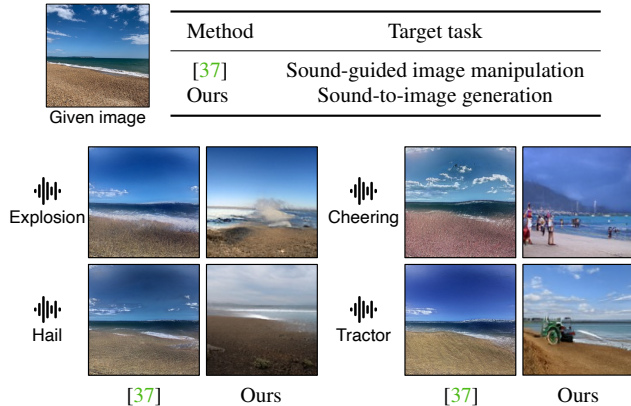 Given image
Method Target task
[37] Sound-guided image manipulation
Ours Sound-to-image generation
Explosion
Cheering
Hail
Tractor
[37] Ours [37] Ours